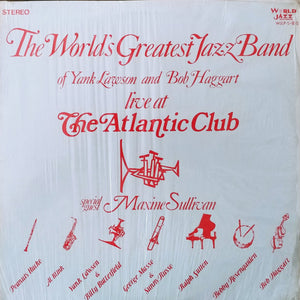 STEREO
WORLD
JAZZ
The World's Greatest Jazz Band
of Yank Lawson and Bob Haggart
live at
The Atlantic Club
special guest Maxine Sullivan
Peanuts Hucko
Al Klink
Yank Lawson &
Billy Butterfield
George Masso
Sunny Russo
Ralph Sutton
Bobby Rosengarden
Bob Haggart